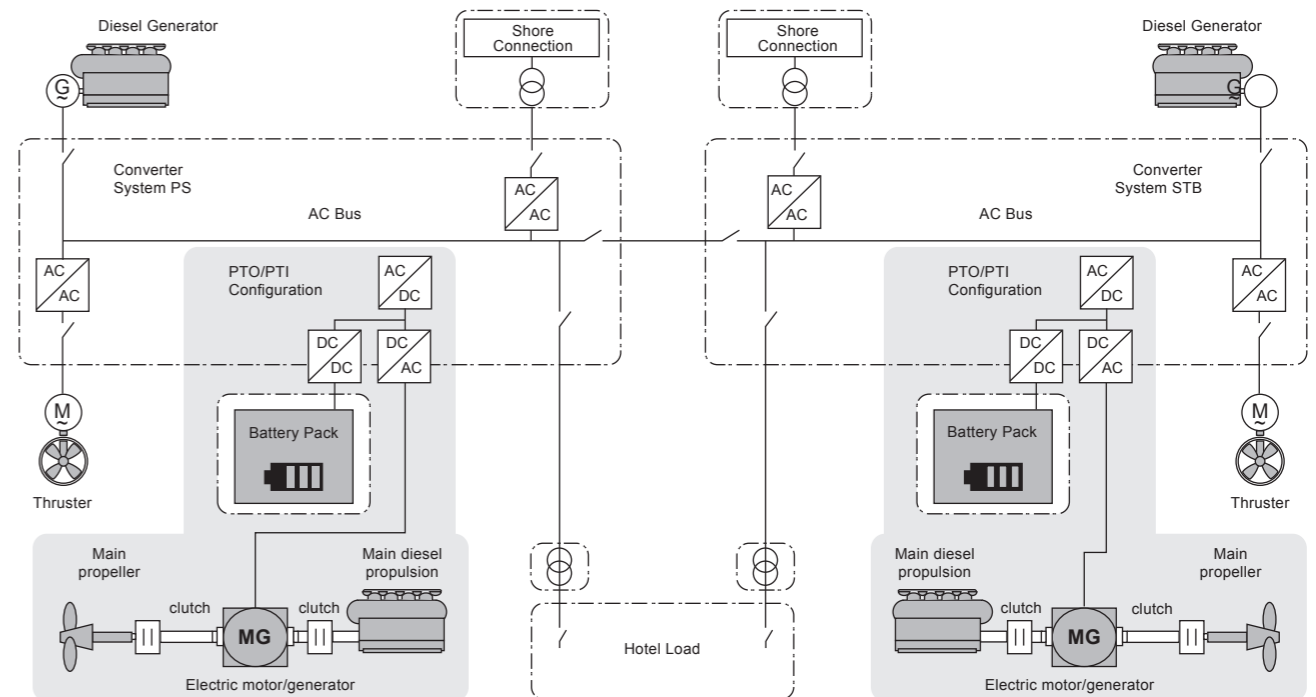 Diesel Generator
Shore
Connection
Shore
Connection
Diesel Generator
G
~
G
~
Converter
System PS
AC
AC
AC
AC
Converter
System STB
AC Bus
AC Bus
AC
AC
PTO/PTI
Configuration
AC
DC
PTO/PTI
Configuration
AC
DC
AC
AC
DC
DC
DC
AC
DC
DC
DC
AC
M
~
Battery Pack
Battery Pack
M
~
Thruster
Thruster
Main
propeller
Main diesel
propulsion
Main diesel
propulsion
Main
propeller
clutch
clutch
clutch
clutch
MG
MG
Hotel Load
Electric motor/generator
Electric motor/generator